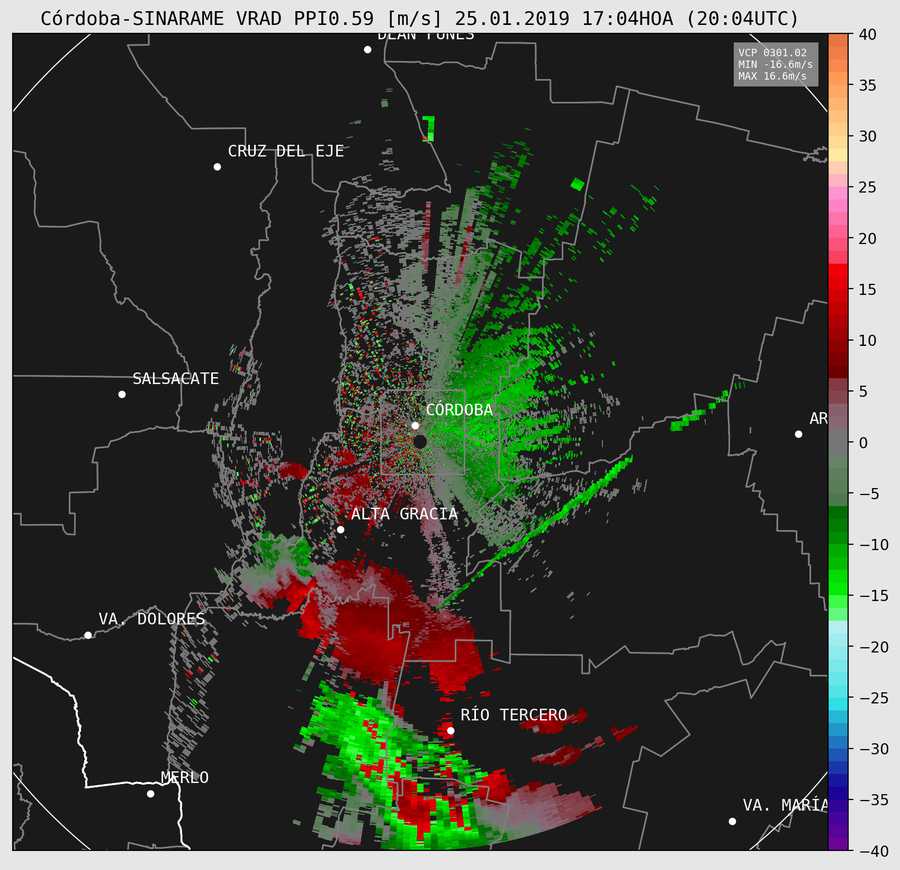 Córdoba-SINARAME VRAD PPI0.59 [m/s] 25.01.2019 17:04HOA (20:04UTC)
DEAN FUNES
VCP 0301.02
MIN -16.6m/s
MAX 16.6m/s
CRUZ DEL EJE
SALSACATE
CÓRDOBA
AR
ALTA GRACIA
VA. DOLORES
RÍO TERCERO
MERLO
VA. MARÍA
40
35
30
25
20
15
10
5
0
−5
−10
−15
−20
−25
−30
−35
−40